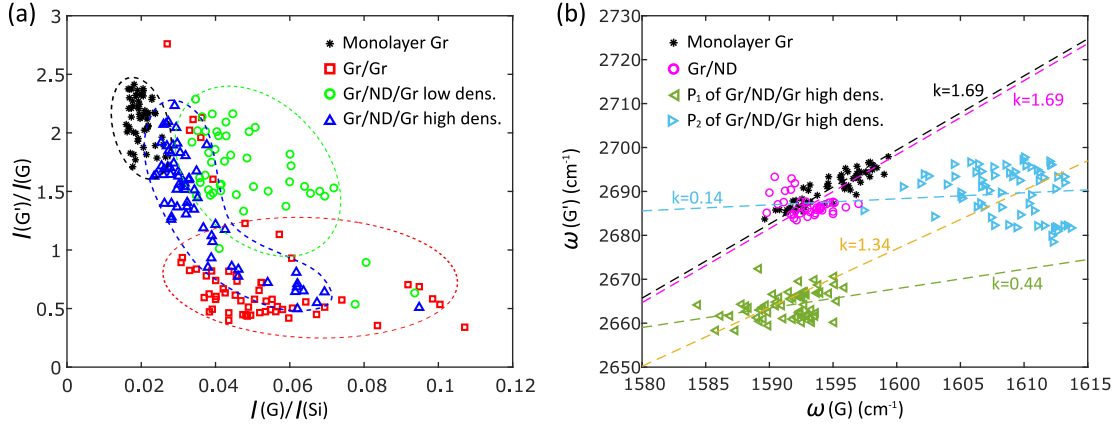 (a)
I(G')/I(G)
3
2.5
2
1.5
1
0.5
0
0
0.02
0.04
0.06
0.08
0.1
0.12
I(G)/I(Si)
Monolayer Gr
Gr/Gr
Gr/ND/Gr low dens.
Gr/ND/Gr high dens.
(b)
ω(G') (cm⁻¹)
2730
2720
2710
2700
2690
2680
2670
2660
2650
1580
1585
1590
1595
1600
1605
1610
1615
ω(G) (cm⁻¹)
Monolayer Gr
Gr/ND
P₁ of Gr/ND/Gr high dens.
P₂ of Gr/ND/Gr high dens.
k=1.69
k=1.69
k=0.14
k=1.34
k=0.44